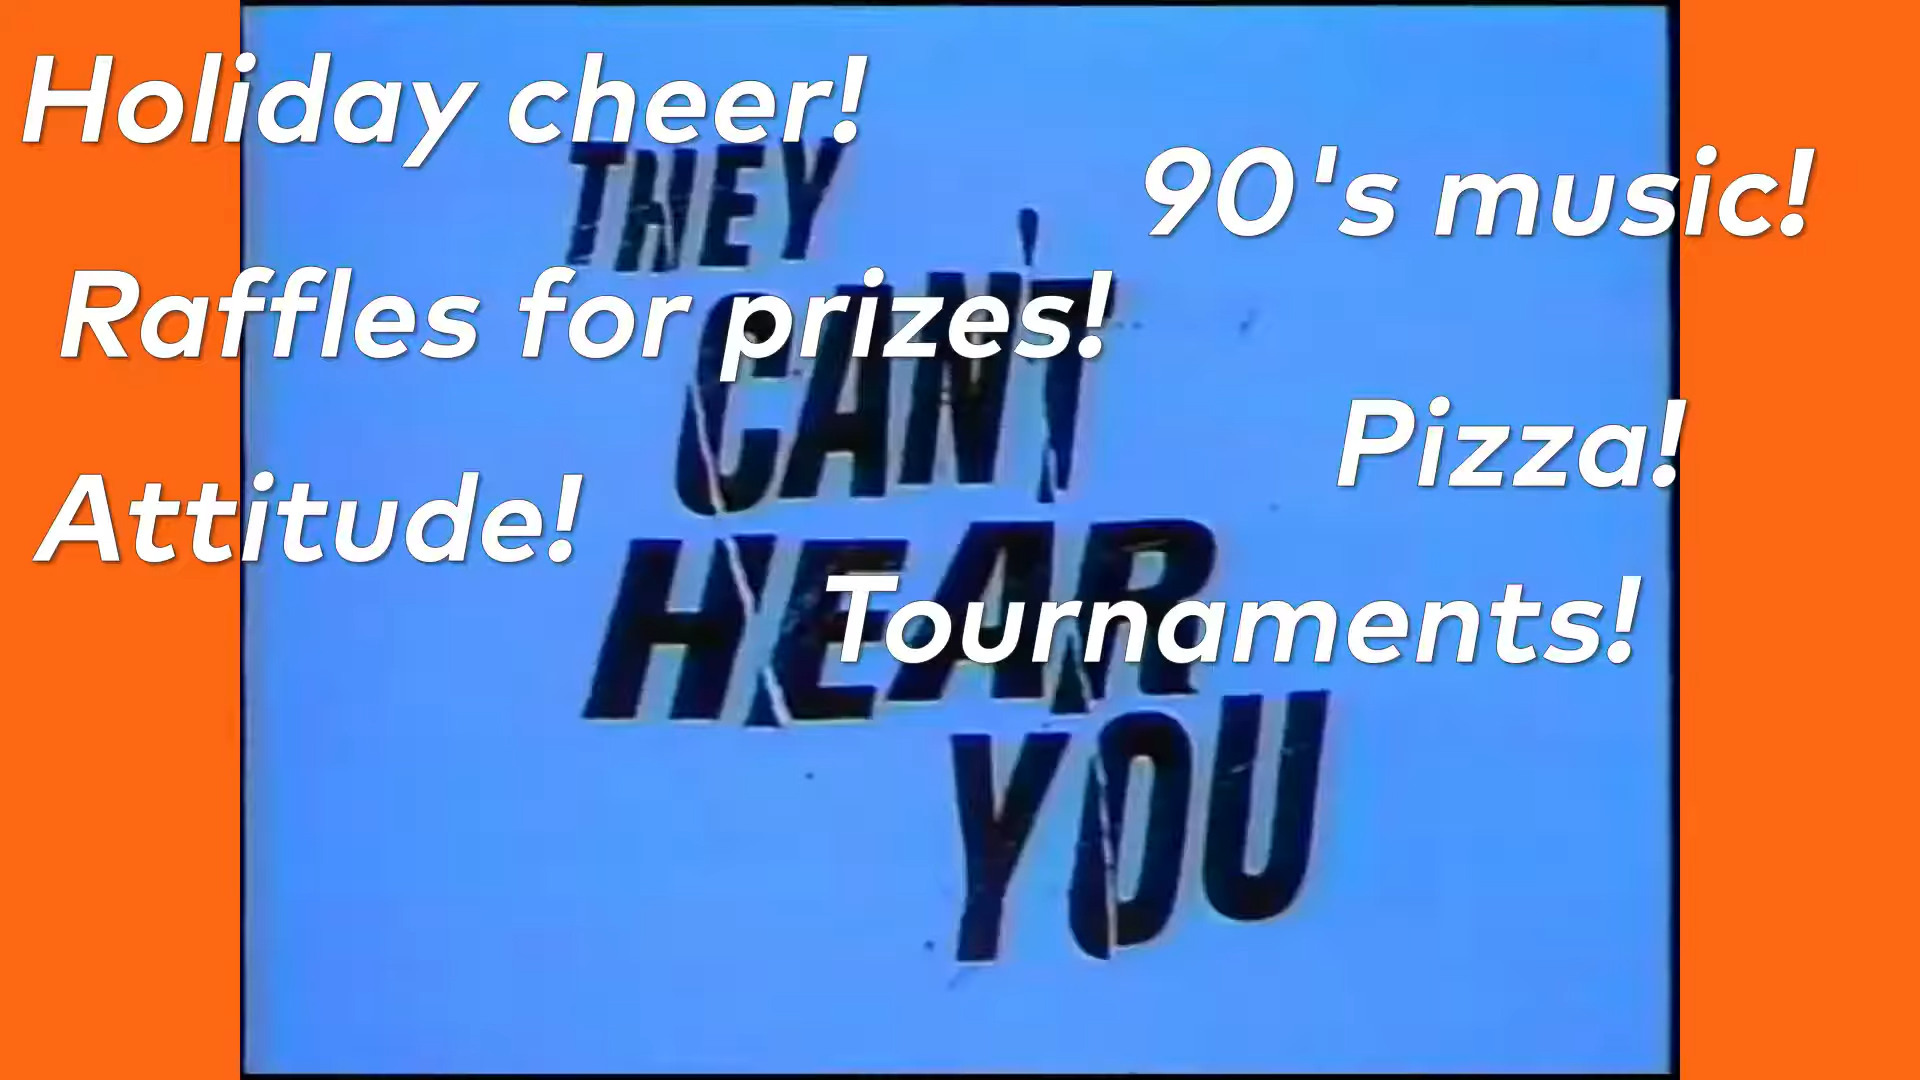 Holiday cheer!
90's music!
Raffles for prizes!
Pizza!
Attitude!
Tournaments!
THEY
CAN'T
HEAR
YOU